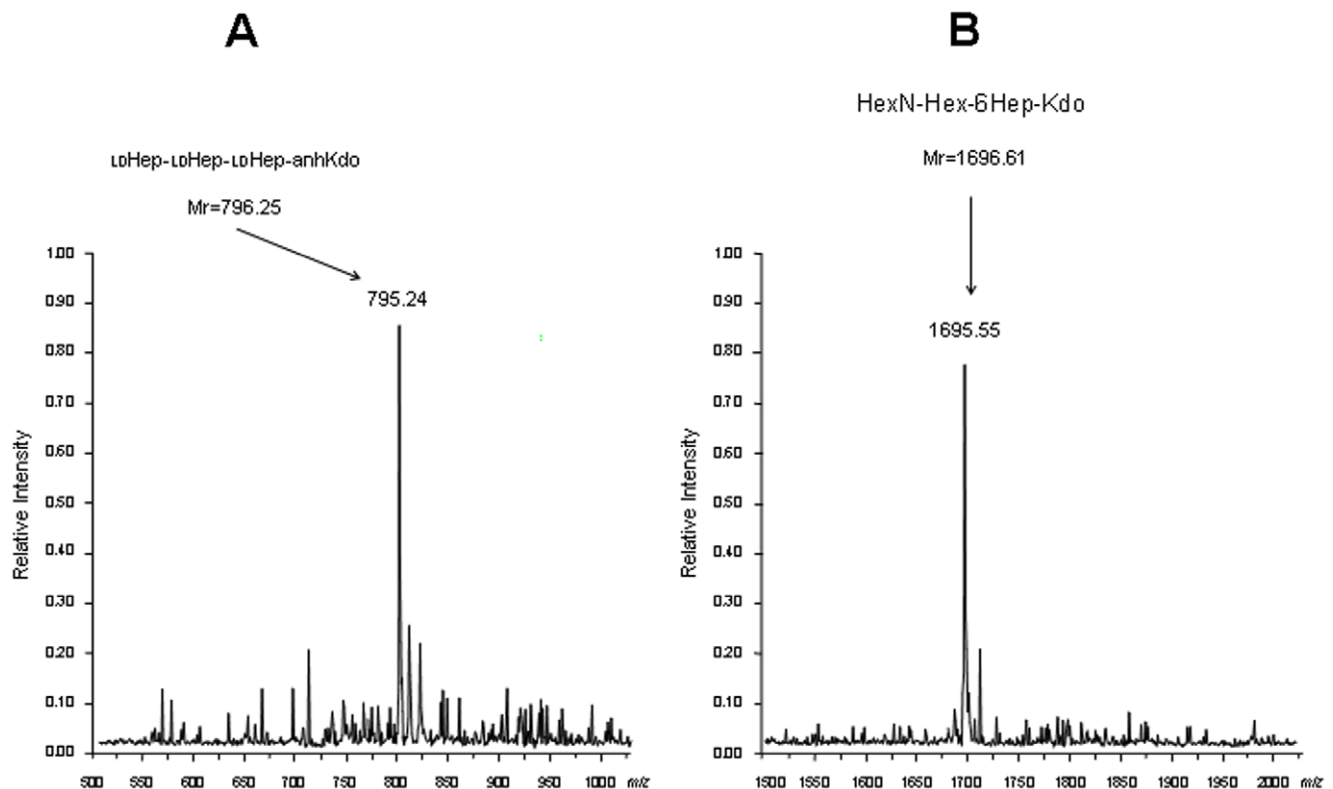 A
B
HexN-Hex-6Hep-Kdo
Mr=1696.61
LDHep-LDHep-LDHep-anhKdo
Mr=796.25
795.24
1695.55
Relative Intensity
1.00
0.90
0.80
0.70
0.60
0.50
0.40
0.30
0.20
0.10
0.00
500 550 600 650 700 750 800 850 900 950 1000 m/z
Relative Intensity
1.00
0.90
0.80
0.70
0.60
0.50
0.40
0.30
0.20
0.10
0.00
1500 1550 1600 1650 1700 1750 1800 1850 1900 1950 2000 m/z